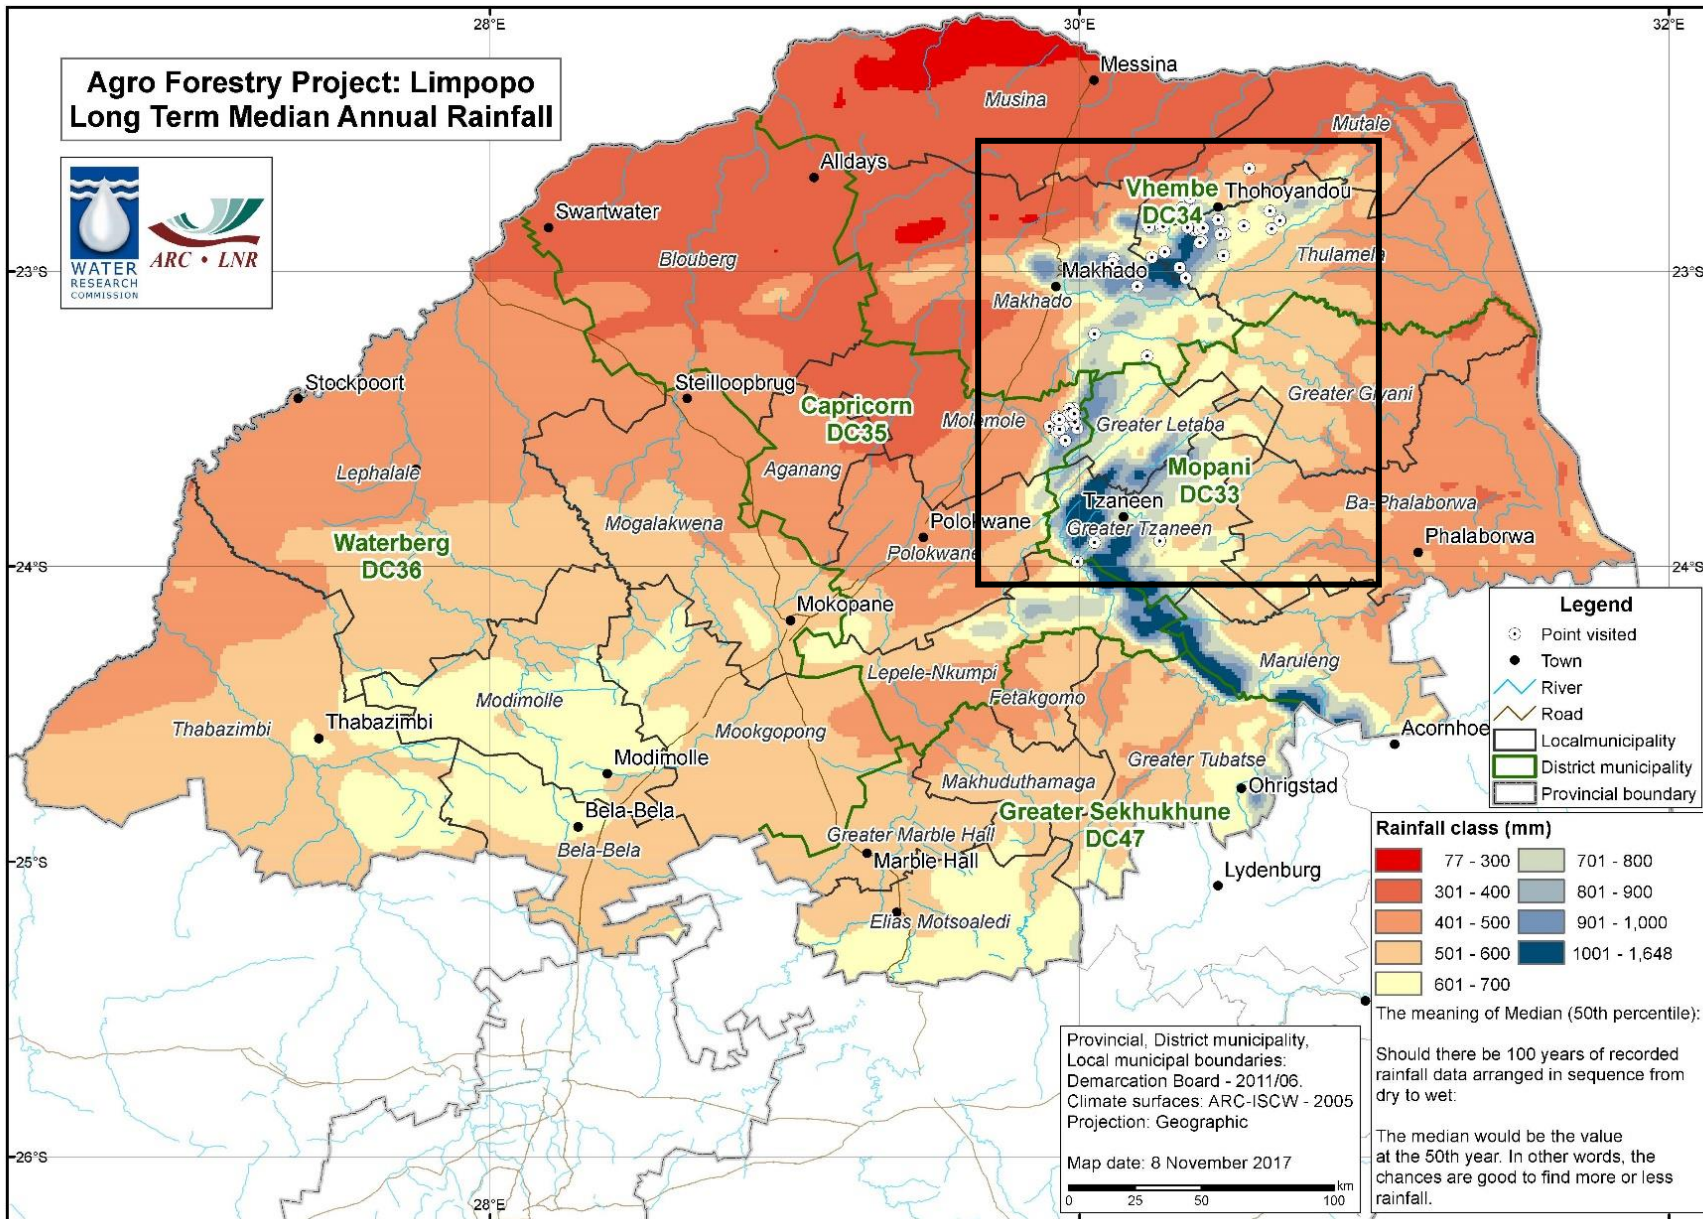 28°E
30°E
32°E
Agro Forestry Project: Limpopo
Long Term Median Annual Rainfall
WATER
RESEARCH
COMMISSION
ARC • LNR
Messina
Musina
Mutale
Alldays
Vhembe
DC34
Thohoyandou
Swartwater
Blouberg
Thulamela
23°S
23°S
Makhado
Makhado
Stockpoort
Steilloopbrug
Capricorn
DC35
Molemole
Greater Giyani
Greater Letaba
Lephalale
Aganang
Mopani
DC33
Mogalakwena
Polokwane
Polokwane
Tzaneen
Greater Tzaneen
Ba-Phalaborwa
Phalaborwa
Waterberg
DC36
24°S
24°S
Mokopane
Lepele-Nkumpi
Maruleng
Fetakgomo
Modimolle
Thabazimbi
Thabazimbi
Mookgopong
Modimolle
Makhuduthamaga
Greater Tubatse
Acornhoe
Ohrigstad
Bela-Bela
Bela-Bela
Greater Sekhukhune
DC47
Greater Marble Hall
Marble Hall
25°S
Lydenburg
Elias Motsoaledi
26°S
28°E
30°E
Legend
Point visited
Town
River
Road
Localmunicipality
District municipality
Provincial boundary
Rainfall class (mm)
77 - 300
701 - 800
301 - 400
801 - 900
401 - 500
901 - 1,000
501 - 600
1001 - 1,648
601 - 700
The meaning of Median (50th percentile):
Should there be 100 years of recorded
rainfall data arranged in sequence from
dry to wet:
The median would be the value
at the 50th year. In other words, the
chances are good to find more or less
rainfall.
Provincial, District municipality,
Local municipal boundaries:
Demarcation Board - 2011/06.
Climate surfaces: ARC-ISCW - 2005
Projection: Geographic
Map date: 8 November 2017
km
0 25 50 100